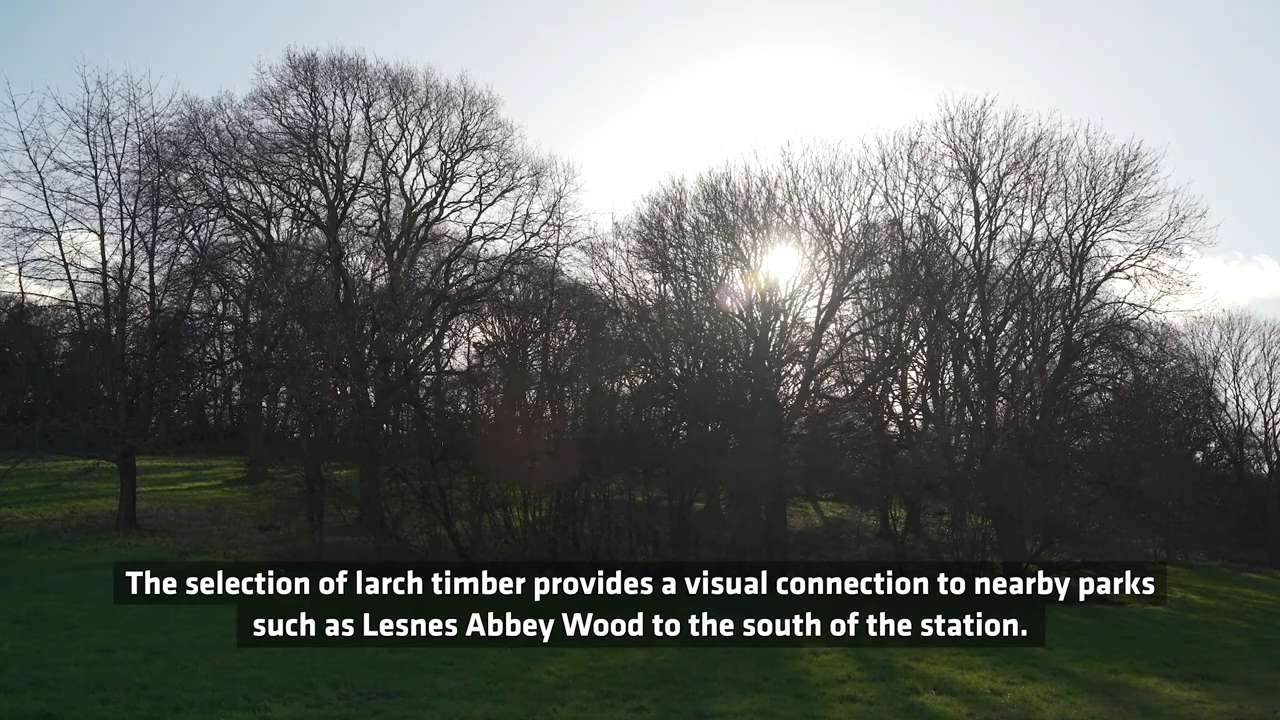 The selection of larch timber provides a visual connection to nearby parks
such as Lesnes Abbey Wood to the south of the station.